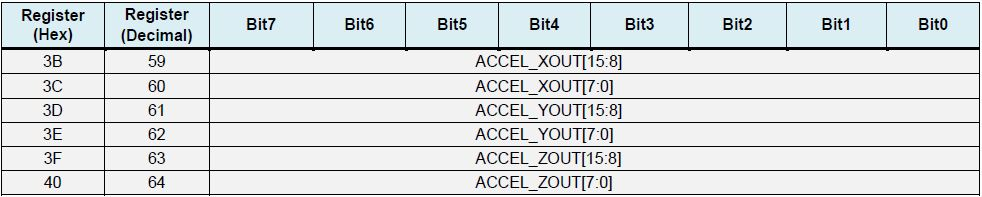 Register (Hex) Register (Decimal) Bit7 Bit6 Bit5 Bit4 Bit3 Bit2 Bit1 Bit0
3B 59 ACCEL_XOUT[15:8]
3C 60 ACCEL_XOUT[7:0]
3D 61 ACCEL_YOUT[15:8]
3E 62 ACCEL_YOUT[7:0]
3F 63 ACCEL_ZOUT[15:8]
40 64 ACCEL_ZOUT[7:0]